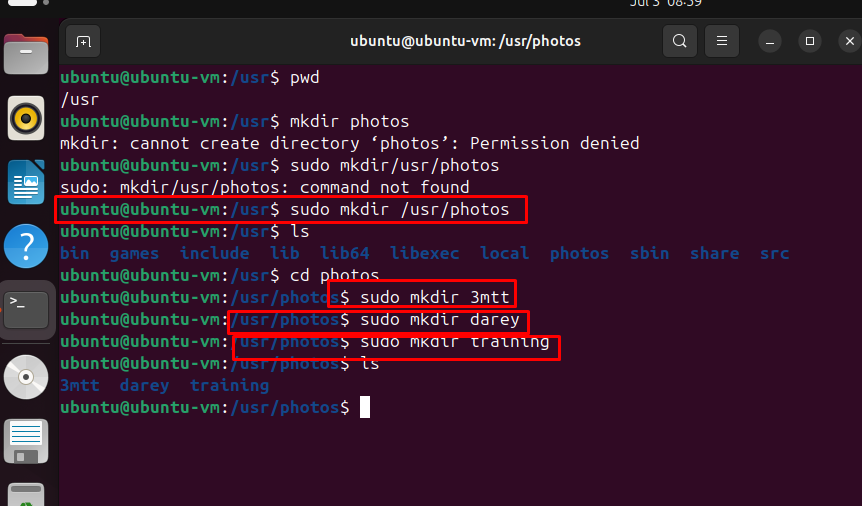 Jul 3 08:59
ubuntu@ubuntu-vm: /usr/photos
ubuntu@ubuntu-vm:/usr$ pwd
/usr
ubuntu@ubuntu-vm:/usr$ mkdir photos
mkdir: cannot create directory ‘photos’: Permission denied
ubuntu@ubuntu-vm:/usr$ sudo mkdir/usr/photos
sudo: mkdir/usr/photos: command not found
ubuntu@ubuntu-vm:/usr$ sudo mkdir /usr/photos
ubuntu@ubuntu-vm:/usr$ ls
bin games include lib lib64 libexec local photos sbin share src
ubuntu@ubuntu-vm:/usr$ cd photos
ubuntu@ubuntu-vm:/usr/photos$ sudo mkdir 3mtt
ubuntu@ubuntu-vm:/usr/photos$ sudo mkdir darey
ubuntu@ubuntu-vm:/usr/photos$ sudo mkdir training
ubuntu@ubuntu-vm:/usr/photos$ ls
3mtt darey training
ubuntu@ubuntu-vm:/usr/photos$